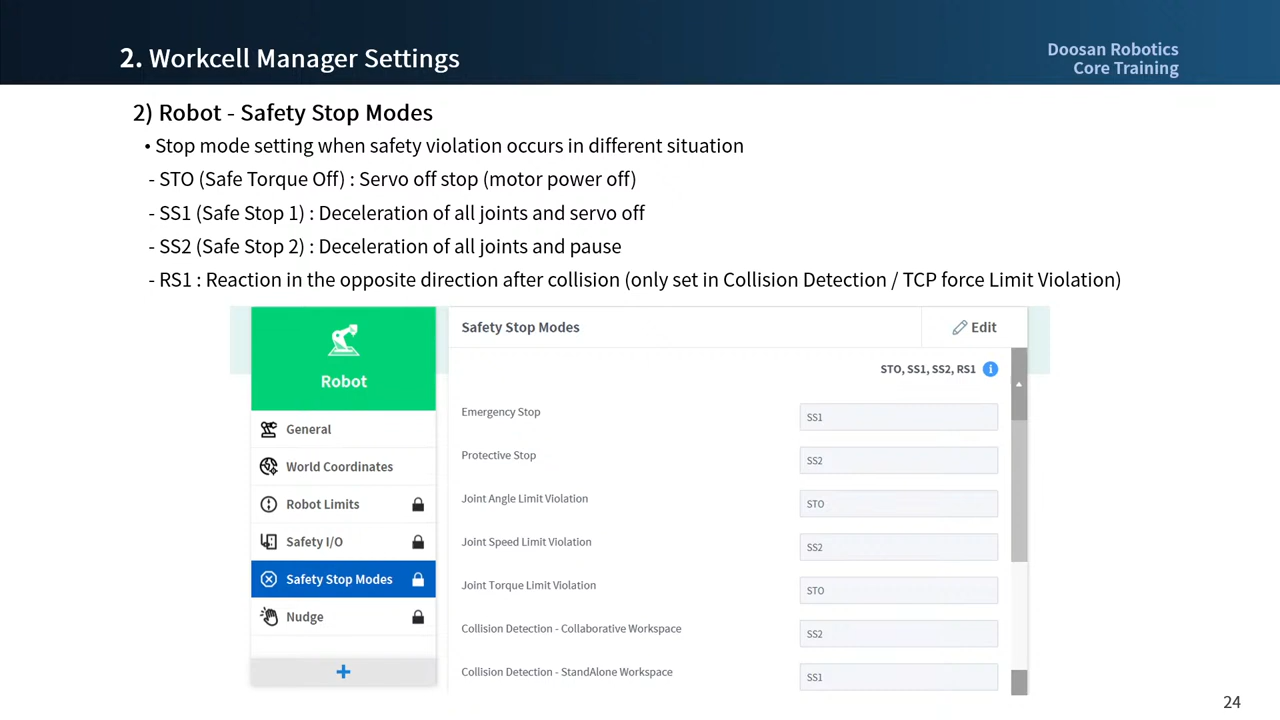 2. Workcell Manager Settings
Doosan Robotics
Core Training
2) Robot - Safety Stop Modes
• Stop mode setting when safety violation occurs in different situation
- STO (Safe Torque Off) : Servo off stop (motor power off)
- SS1 (Safe Stop 1) : Deceleration of all joints and servo off
- SS2 (Safe Stop 2) : Deceleration of all joints and pause
- RS1 : Reaction in the opposite direction after collision (only set in Collision Detection / TCP force Limit Violation)
Robot
General
World Coordinates
Robot Limits
Safety I/O
Safety Stop Modes
Nudge
+
Safety Stop Modes
Edit
STO, SS1, SS2, RS1 i
Emergency Stop SS1
Protective Stop SS2
Joint Angle Limit Violation STO
Joint Speed Limit Violation SS2
Joint Torque Limit Violation STO
Collision Detection - Collaborative Workspace SS2
Collision Detection - StandAlone Workspace SS1
24